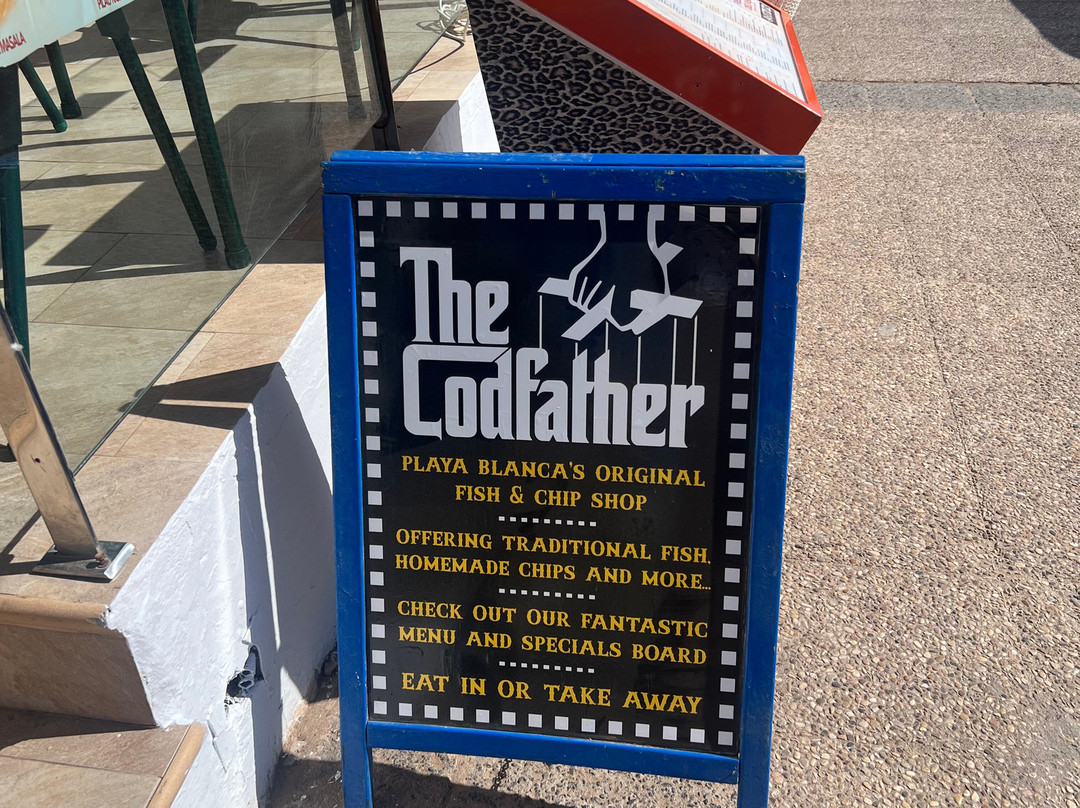 MASALA
The
Codfather
PLAYA BLANCA'S ORIGINAL
FISH & CHIP SHOP
OFFERING TRADITIONAL FISH,
HOMEMADE CHIPS AND MORE...
CHECK OUT OUR FANTASTIC
MENU AND SPECIALS BOARD
EAT IN OR TAKE AWAY